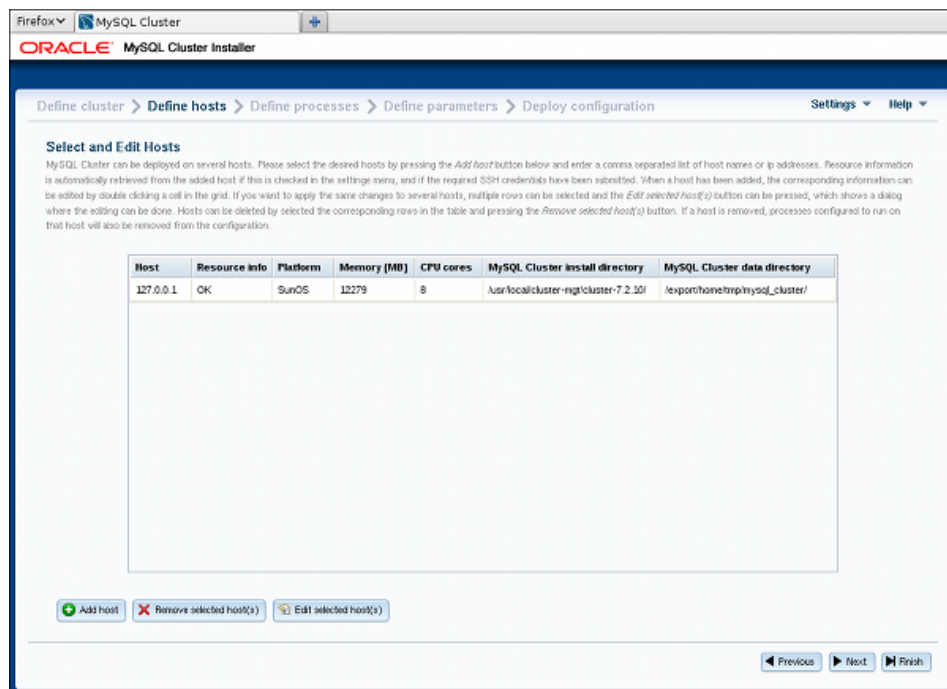 Firefox MySQL Cluster
ORACLE MySQL Cluster Installer
Define cluster Define hosts Define processes Define parameters Deploy configuration Settings Help
Select and Edit Hosts
MySQL Cluster can be deployed on several hosts. Please select the desired hosts by pressing the Add host button below and enter a comma separated list of host names or ip addresses. Resource information
is automatically retrieved from the added host if this is checked in the settings menu, and if the required SSH credentials have been submitted. When a host has been added, the corresponding information can
be edited by double clicking a cell in the grid. If you want to apply the same changes to several hosts, multiple rows can be selected and the Edit selected host(s) button can be pressed, which shows a dialog
where the editing can be done. Hosts can be deleted by selected the corresponding rows in the table and pressing the Remove selected host(s) button. If a host is removed, processes configured to run on
that host will also be removed from the configuration.
Host Resource info Platform Memory [MB] CPU cores MySQL Cluster install directory MySQL Cluster data directory
127.0.0.1 OK SunOS 12279 8 /usr/local/cluster-mgt/cluster-7.2.10/ /export/home/tmp/mysql_cluster/
Add host Remove selected host(s) Edit selected host(s)
Previous Next Finish